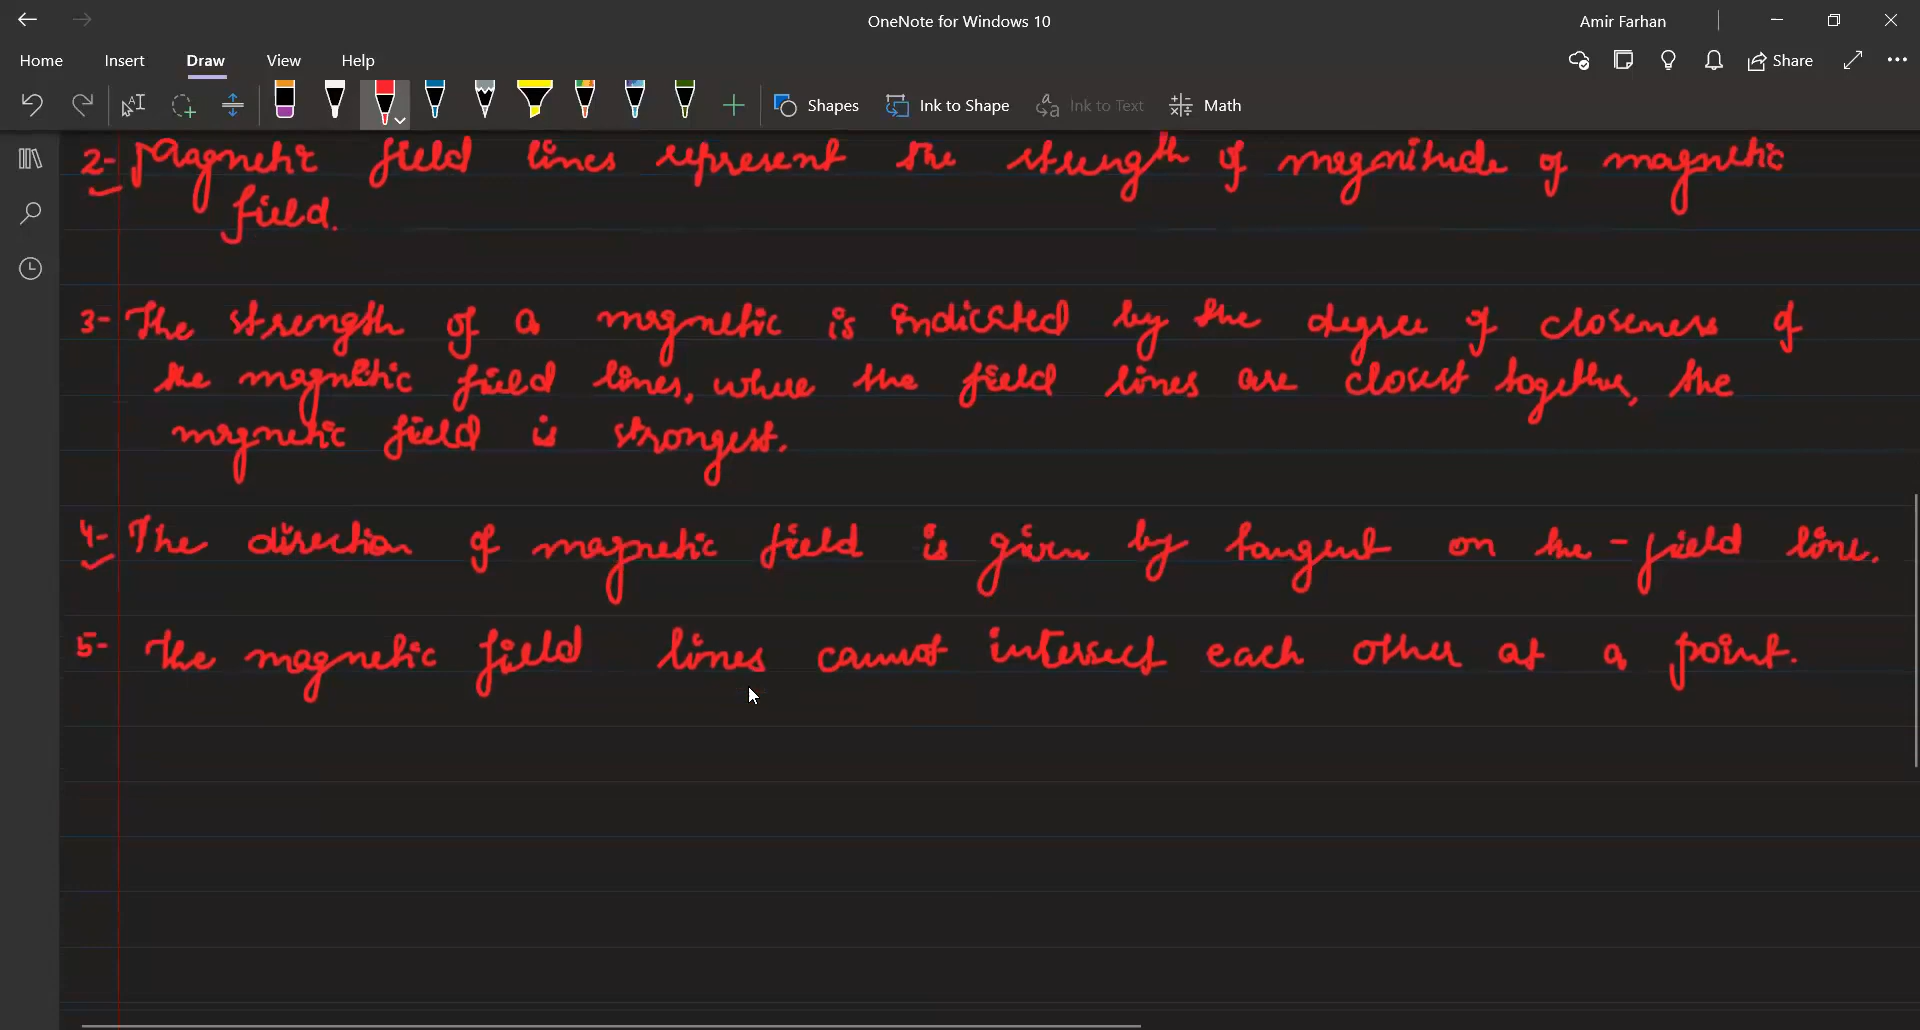 OneNote for Windows 10
Amir Farhan
Home Insert Draw View Help
Share
Shapes Ink to Shape Ink to Text Math
2- Magnetic field lines represent the strength of magnitude of magnetic
field.
3- The strength of a magnetic is indicated by the degree of closeness of
the magnetic field lines, where the field lines are closest together, the
magnetic field is strongest.
4- The direction of magnetic field is given by tangent on the - field line.
5- The magnetic field lines cannot intersect each other at a point.